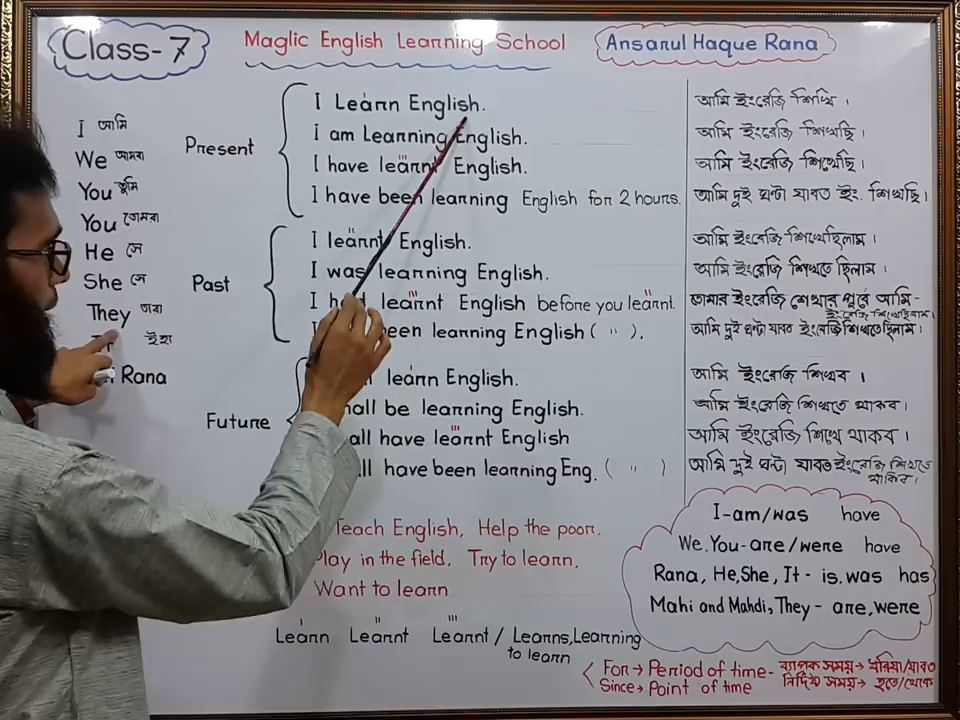 Class-7
Maglic English Learning School
Ansarul Haque Rana
I আমি
We আমরা
You তুমি
You তোমরা
He সে
She সে
They তারা
ইহা
Rana
Present
I Learn English.
I am Learning English.
I have learnt English.
I have been learning English for 2 hours.
Past
I learnt English.
I was learning English.
I had learnt English before you learnt.
been learning English ( " ).
Future
learn English.
shall be learning English.
have learnt English
have been learning Eng. ( " )
আমি ইংরেজি শিখি ।
আমি ইংরেজি শিখছি ।
আমি ইংরেজি শিখেছি ।
আমি দুই ঘন্টা যাবত ইং. শিখছি ।
আমি ইংরেজি শিখেছিলাম ।
আমি ইংরেজি শিখতে ছিলাম ।
তোমার ইংরেজি শেখার পূর্বে আমি-
ইংরেজি শিখেছিলাম ।
আমি দুই ঘন্টা যাবত ইংরেজি শিখতে ছিলাম ।
আমি ইংরেজি শিখব ।
আমি ইংরেজি শিখতে থাকব ।
আমি ইংরেজি শিখে থাকব ।
আমি দুই ঘন্টা যাবত ইংরেজি শিখতে
থাকিব ।
Teach English, Help the poor,
Play in the field, Try to learn,
Want to learn
Learn Learnt Learnt / Learns, Learning
to learn
I-am/was have
We. You-are/were have
Rana, He, She, It - is, was has
Mahi and Mahdi, They - are, were
For → Period of time - ব্যাপক সময় → ধরিয়া/যাবত
Since → Point of time নির্দিষ্ট সময় → হতে/থেকে